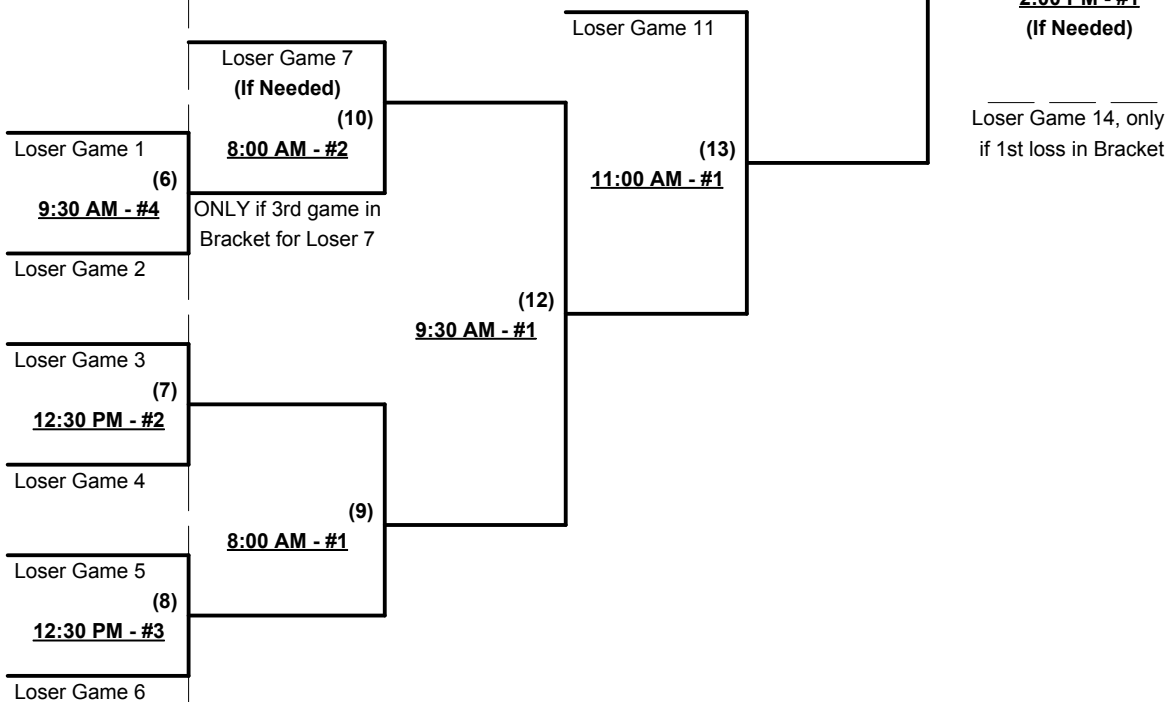 Loser Game 11
(If Needed)
Loser Game 7
(If Needed)
(10)
8:00 AM - #2
Loser Game 14, only
if 1st loss in Bracket
Loser Game 1
(6)
9:30 AM - #4
(13)
11:00 AM - #1
ONLY if 3rd game in
Bracket for Loser 7
Loser Game 2
(12)
9:30 AM - #1
Loser Game 3
(7)
12:30 PM - #2
Loser Game 4
(9)
8:00 AM - #1
Loser Game 5
(8)
12:30 PM - #3
Loser Game 6